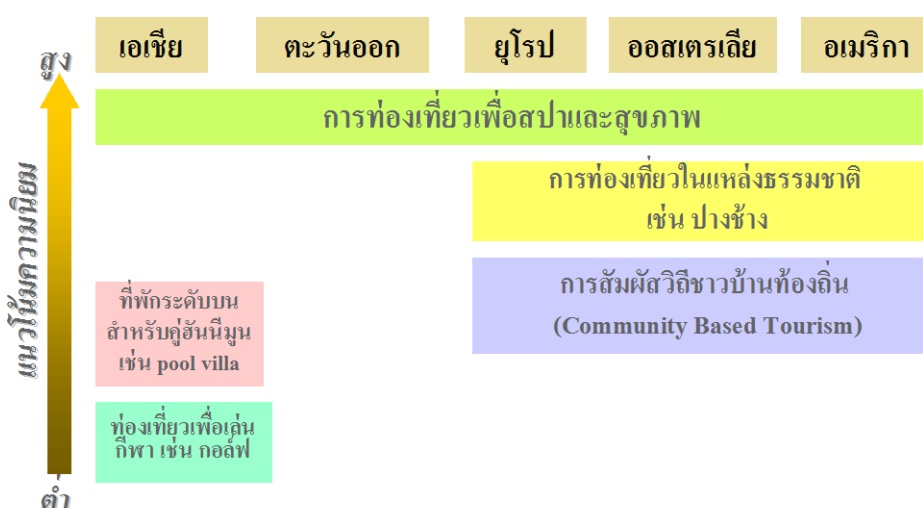 สูง
เอเชีย
ตะวันออก
ยุโรป
ออสเตรเลีย
อเมริกา
การท่องเที่ยวเพื่อสปาและสุขภาพ
การท่องเที่ยวในแหล่งธรรมชาติ
เช่น ปางช้าง
แนวโน้มความนิยม
การสัมผัสวิถีชาวบ้านท้องถิ่น
(Community Based Tourism)
ที่พักระดับบน
สำหรับคู่ฮันนีมูน
เช่น pool villa
ท่องเที่ยวเพื่อเล่น
กีฬา เช่น กอล์ฟ
ต่ำ